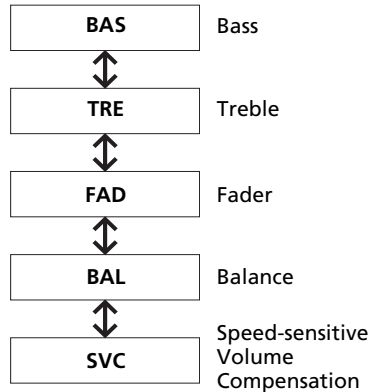 BAS Bass
TRE Treble
FAD Fader
BAL Balance
SVC Speed-sensitive
Volume
Compensation